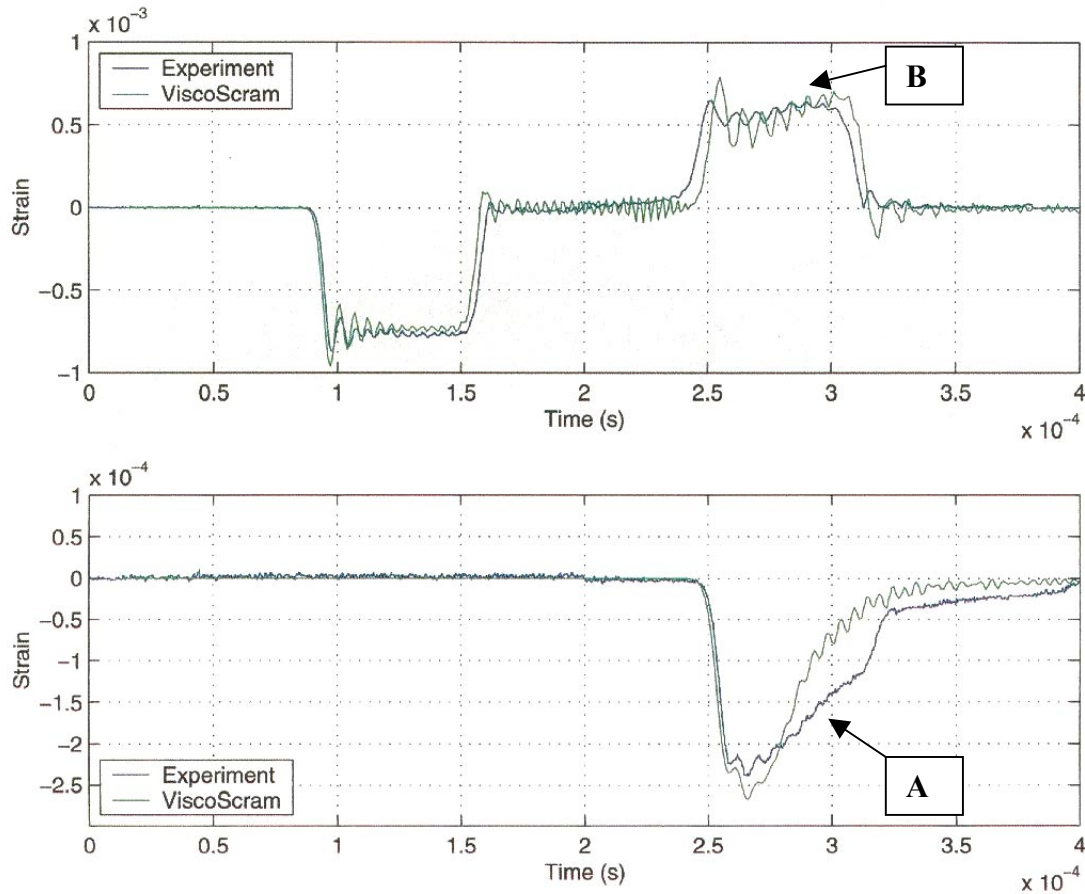 x 10⁻³
1
0.5
0
−0.5
−1
Strain
Experiment
ViscoScram
B
0 0.5 1 1.5 2 2.5 3 3.5 4
Time (s)
x 10⁻⁴
x 10⁻⁴
1
0.5
0
−0.5
−1
−1.5
−2
−2.5
Strain
Experiment
ViscoScram
A
0 0.5 1 1.5 2 2.5 3 3.5 4
Time (s)
x 10⁻⁴